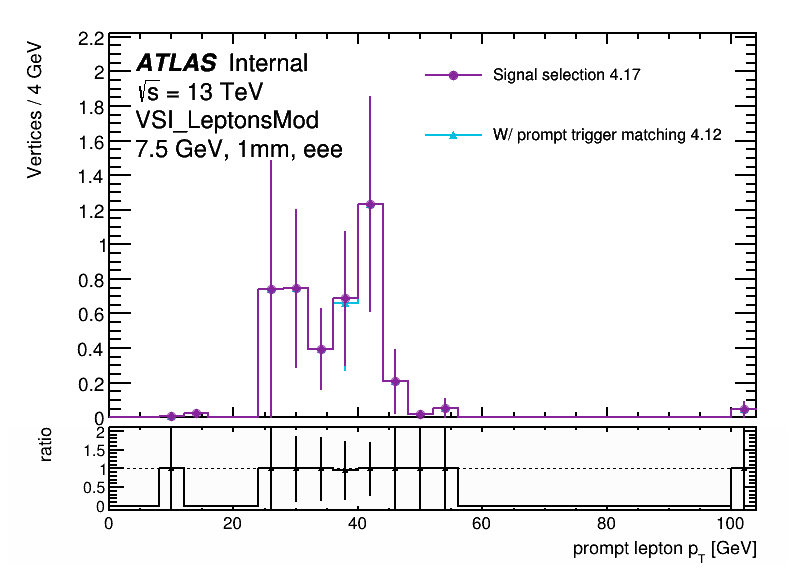 ATLAS Internal
√s = 13 TeV
VSI_LeptonsMod
7.5 GeV, 1mm, eee
Signal selection 4.17
W/ prompt trigger matching 4.12
Vertices / 4 GeV
2.2
2
1.8
1.6
1.4
1.2
1
0.8
0.6
0.4
0.2
0
ratio
2
1.5
1
0.5
0
0 20 40 60 80 100
prompt lepton pT [GeV]